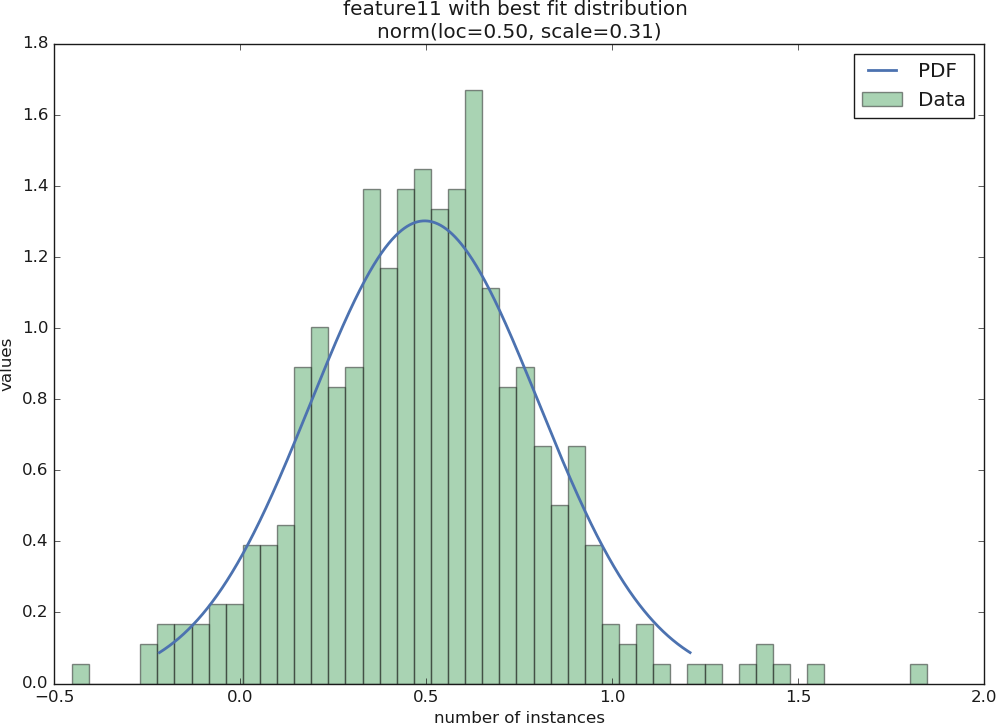 feature11 with best fit distribution
norm(loc=0.50, scale=0.31)
PDF
Data
1.8
1.6
1.4
1.2
1.0
0.8
0.6
0.4
0.2
0.0
values
−0.5 0.0 0.5 1.0 1.5 2.0
number of instances